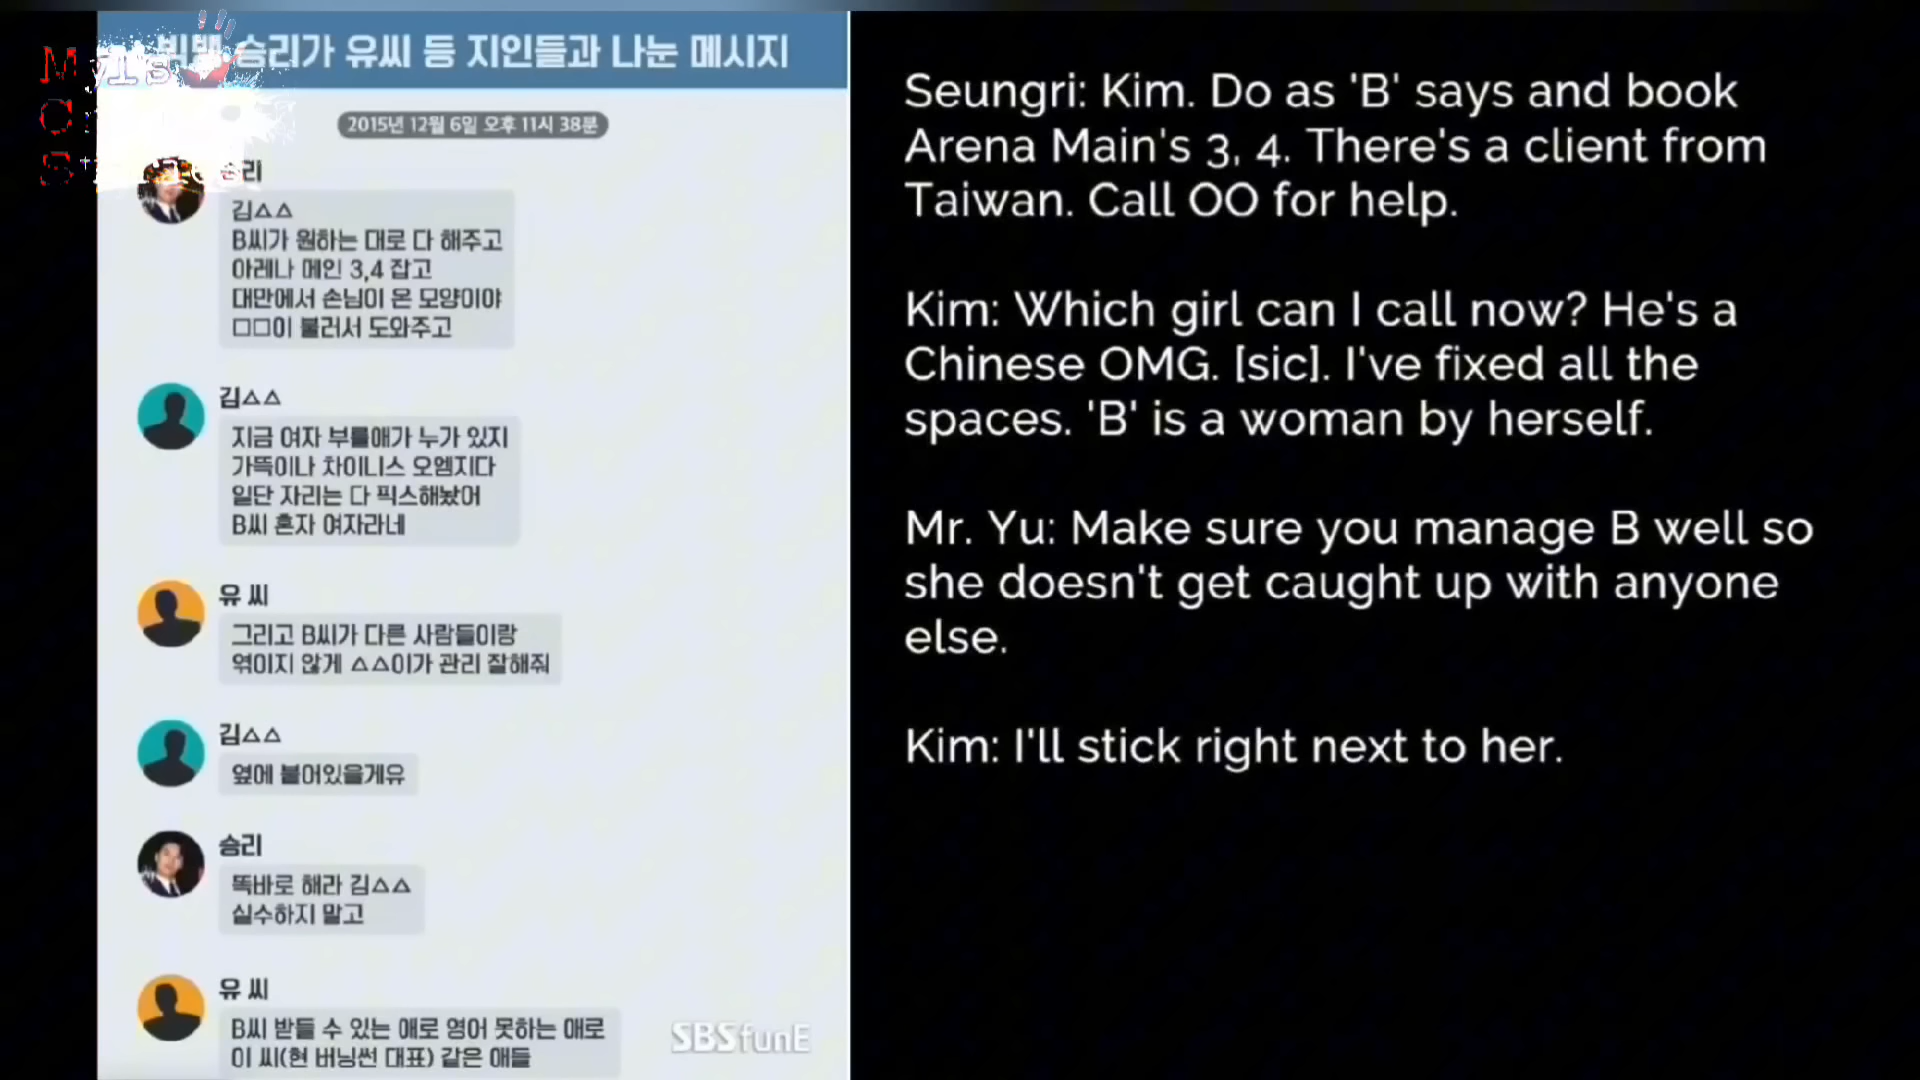 승리가 유씨 등 지인들과 나눈 메시지
2015년 12월 6일 오후 11시 38분
김△△
B씨가 원하는 대로 다 해주고
아레나 메인 3,4 잡고
대만에서 손님이 온 모양이야
□□이 불러서 도와주고
김△△
지금 여자 부를애가 누가 있지
가뜩이나 차이니스 오엠지다
일단 자리는 다 픽스해놨어
B씨 혼자 여자라네
유 씨
그리고 B씨가 다른 사람들이랑
엮이지 않게 △△이가 관리 잘해줘
김△△
옆에 붙어있을게유
승리
똑바로 해라 김△△
실수하지 말고
유 씨
B씨 받들 수 있는 애로 영어 못하는 애로
이 씨(현 버닝썬 대표) 같은 애들
SBSfunE
Seungri: Kim. Do as 'B' says and book
Arena Main's 3, 4. There's a client from
Taiwan. Call OO for help.
Kim: Which girl can I call now? He's a
Chinese OMG. [sic]. I've fixed all the
spaces. 'B' is a woman by herself.
Mr. Yu: Make sure you manage B well so
she doesn't get caught up with anyone
else.
Kim: I'll stick right next to her.